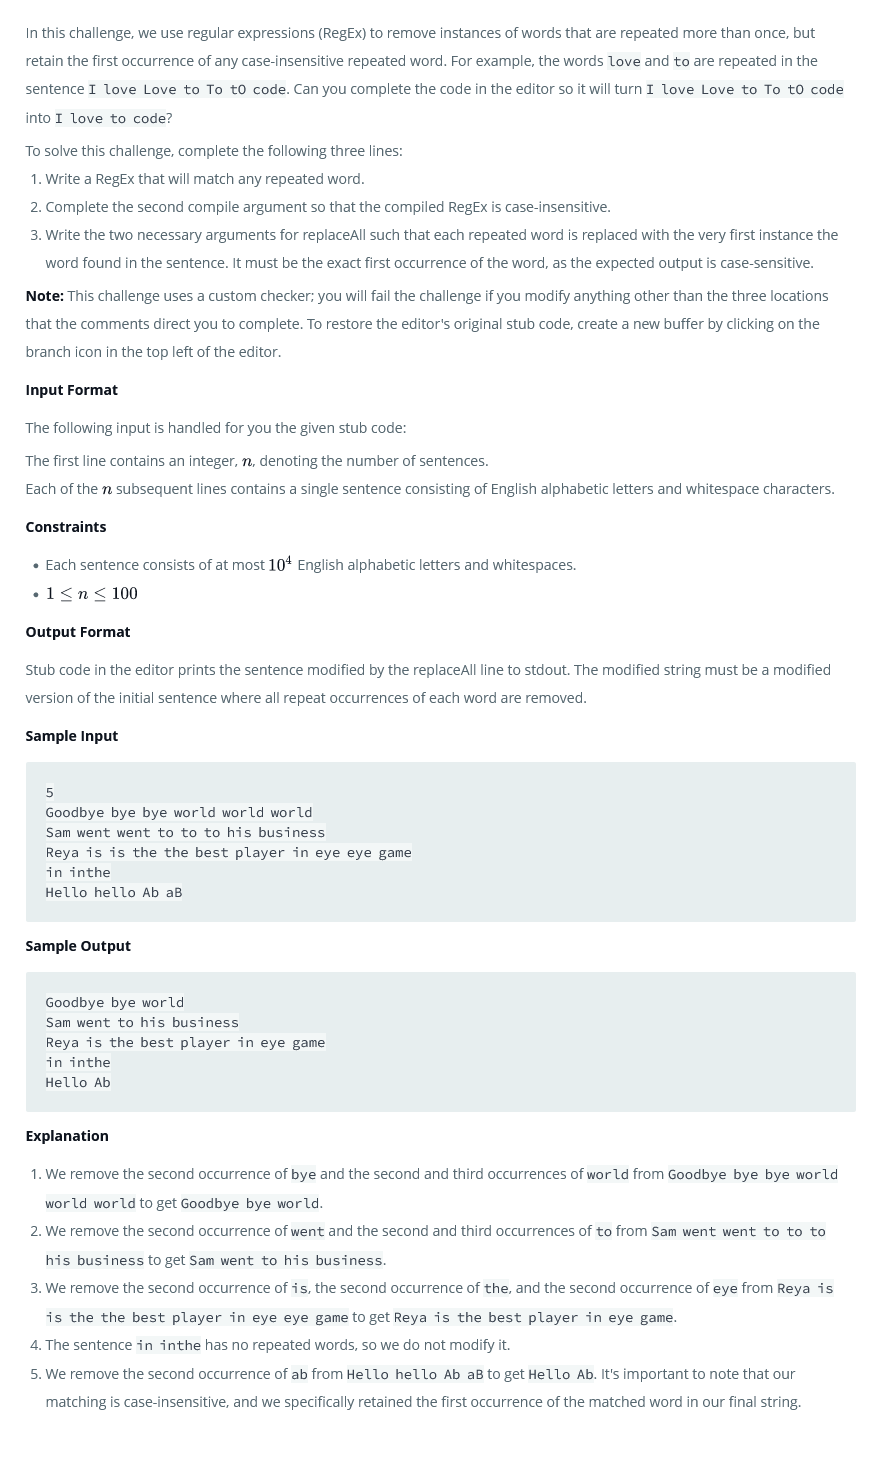 In this challenge, we use regular expressions (RegEx) to remove instances of words that are repeated more than once, but
retain the first occurrence of any case-insensitive repeated word. For example, the words love and to are repeated in the
sentence I love Love to To tO code. Can you complete the code in the editor so it will turn I love Love to To tO code
into I love to code?
To solve this challenge, complete the following three lines:
1. Write a RegEx that will match any repeated word.
2. Complete the second compile argument so that the compiled RegEx is case-insensitive.
3. Write the two necessary arguments for replaceAll such that each repeated word is replaced with the very first instance the
word found in the sentence. It must be the exact first occurrence of the word, as the expected output is case-sensitive.
Note: This challenge uses a custom checker; you will fail the challenge if you modify anything other than the three locations
that the comments direct you to complete. To restore the editor's original stub code, create a new buffer by clicking on the
branch icon in the top left of the editor.
Input Format
The following input is handled for you the given stub code:
The first line contains an integer, n, denoting the number of sentences.
Each of the n subsequent lines contains a single sentence consisting of English alphabetic letters and whitespace characters.
Constraints
• Each sentence consists of at most 10⁴ English alphabetic letters and whitespaces.
• 1 ≤ n ≤ 100
Output Format
Stub code in the editor prints the sentence modified by the replaceAll line to stdout. The modified string must be a modified
version of the initial sentence where all repeat occurrences of each word are removed.
Sample Input
5
Goodbye bye bye world world world
Sam went went to to to his business
Reya is is the the best player in eye eye game
in inthe
Hello hello Ab aB
Sample Output
Goodbye bye world
Sam went to his business
Reya is the best player in eye game
in inthe
Hello Ab
Explanation
1. We remove the second occurrence of bye and the second and third occurrences of world from Goodbye bye bye world
world world to get Goodbye bye world.
2. We remove the second occurrence of went and the second and third occurrences of to from Sam went went to to to
his business to get Sam went to his business.
3. We remove the second occurrence of is, the second occurrence of the, and the second occurrence of eye from Reya is
is the the best player in eye eye game to get Reya is the best player in eye game.
4. The sentence in inthe has no repeated words, so we do not modify it.
5. We remove the second occurrence of ab from Hello hello Ab aB to get Hello Ab. It's important to note that our
matching is case-insensitive, and we specifically retained the first occurrence of the matched word in our final string.